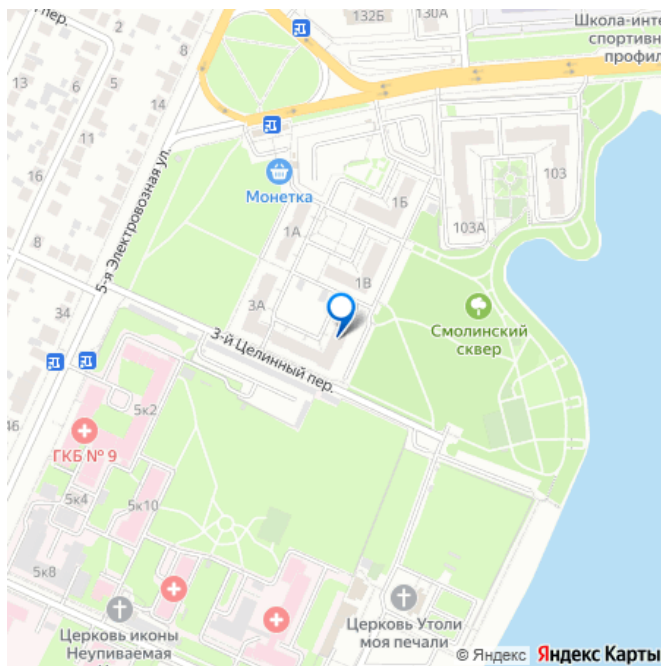 пер.
132Б
130А
Школа-инте
спортивн
профил
2
5
13
14
11
16
5-я Электровозная ул.
Монетка
1А
1Б
103
103А
8
1В
3А
Смолинский
сквер
34
3-й Целинный пер.
5к2
46
ГКБ № 9
5к4
5к10
5к8
Церковь Утоли
моя печали
Церковь иконы
Неупиваемая
© Яндекс Яндекс Карты